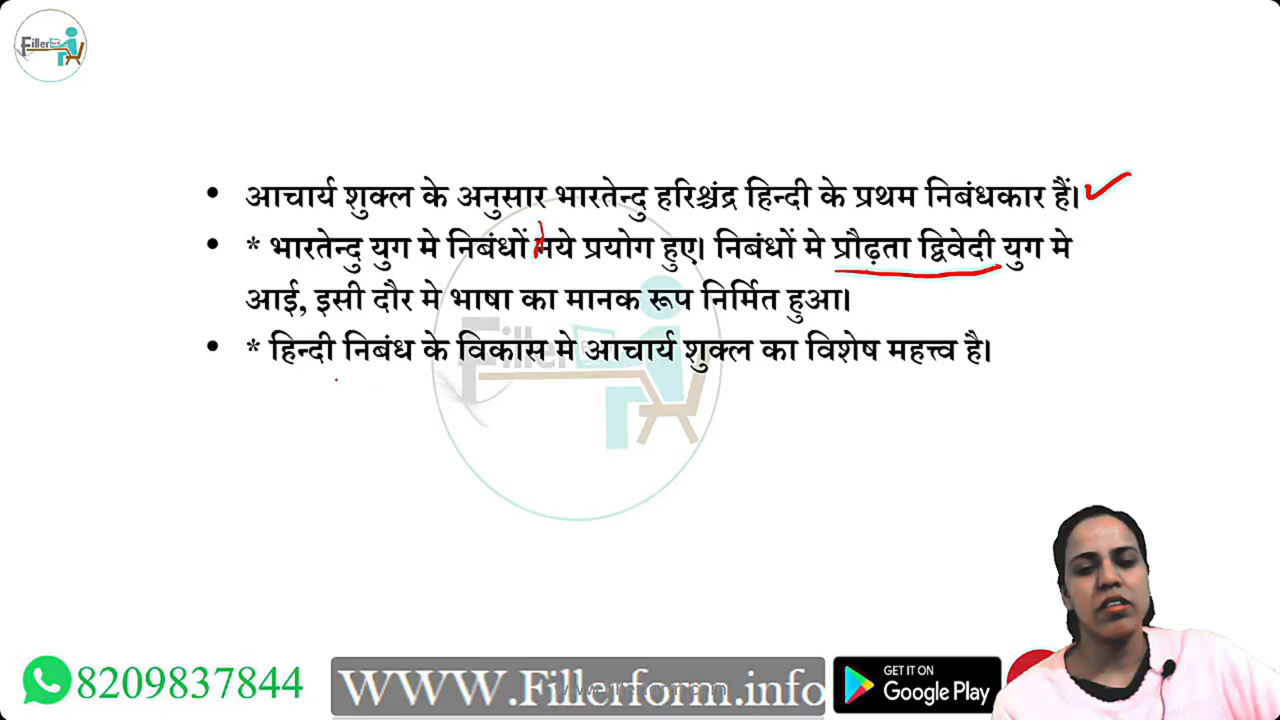 Filler
आचार्य शुक्ल के अनुसार भारतेन्दु हरिश्चंद्र हिन्दी के प्रथम निबंधकार हैं।
* भारतेन्दु युग मे निबंधों नये प्रयोग हुए। निबंधों मे प्रौढ़ता द्विवेदी युग मे
आई, इसी दौर मे भाषा का मानक रूप निर्मित हुआ।
* हिन्दी निबंध के विकास मे आचार्य शुक्ल का विशेष महत्त्व है।
Filler
8209837844
www.Fillerform.info
GET IT ON
Google Play